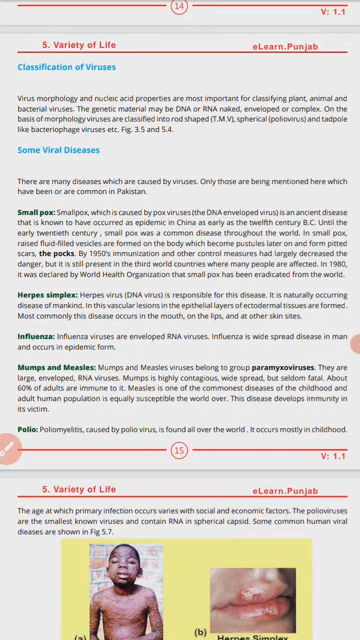 14
V: 1.1
5. Variety of Life
eLearn.Punjab
Classification of Viruses
Virus morphology and nucleic acid properties are most important for classifying plant, animal and
bacterial viruses. The genetic material may be DNA or RNA naked, enveloped or complex. On the
basis of morphology viruses are classified into rod shaped (T.M.V), spherical (poliovirus) and tadpole
like bacteriophage viruses etc. Fig. 3.5 and 5.4.
Some Viral Diseases
There are many diseases which are caused by viruses. Only those are being mentioned here which
have been or are common in Pakistan.
Small pox: Smallpox, which is caused by pox viruses (the DNA enveloped virus) is an ancient disease
that is known to have occurred as epidemic in China as early as the twelfth century B.C. Until the
early twentieth century , small pox was a common disease throughout the world. In small pox,
raised fluid-filled vesicles are formed on the body which become pustules later on and form pitted
scars, the pocks. By 1950's immunization and other control measures had largely decreased the
danger, but it is still present in the third world countries where many people are affected. In 1980,
it was declared by World Health Organization that small pox has been eradicated from the world.
Herpes simplex: Herpes virus (DNA virus) is responsible for this disease. It is naturally occurring
disease of mankind. In this vascular lesions in the epithelial layers of ectodermal tissues are formed.
Most commonly this disease occurs in the mouth, on the lips, and at other skin sites.
Influenza: Influenza viruses are enveloped RNA viruses. Influenza is wide spread disease in man
and occurs in epidemic form.
Mumps and Measles: Mumps and Measles viruses belong to group paramyxoviruses. They are
large, enveloped, RNA viruses. Mumps is highly contagious, wide spread, but seldom fatal. About
60% of adults are immune to it. Measles is one of the commonest diseases of the childhood and
adult human population is equally susceptible the world over. This disease develops immunity in
its victim.
Polio: Poliomyelitis, caused by polio virus, is found all over the world . It occurs mostly in childhood.
15
V: 1.1
5. Variety of Life
eLearn.Punjab
The age at which primary infection occurs varies with social and economic factors. The polioviruses
are the smallest known viruses and contain RNA in spherical capsid. Some common human viral
dieases are shown in Fig 5.7.
(a)
(b)
Herpes Simplex